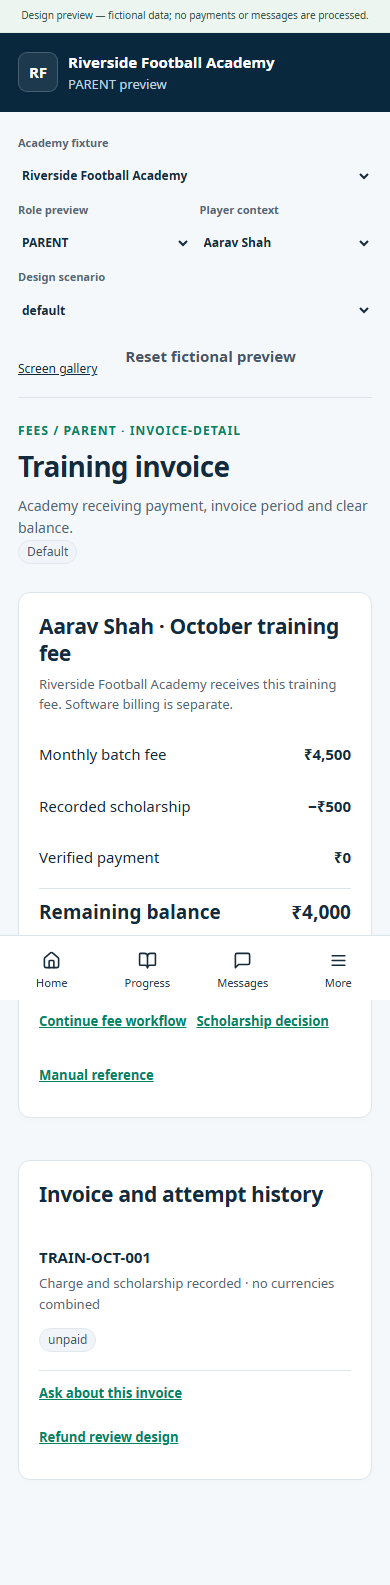 Design preview — fictional data; no payments or messages are processed.
RF
Riverside Football Academy
PARENT preview
Academy fixture
Riverside Football Academy
Role preview
Player context
PARENT
Aarav Shah
Design scenario
default
Screen gallery
Reset fictional preview
FEES / PARENT · INVOICE-DETAIL
Training invoice
Academy receiving payment, invoice period and clear
balance.
Default
Aarav Shah · October training
fee
Riverside Football Academy receives this training
fee. Software billing is separate.
Monthly batch fee ₹4,500
Recorded scholarship −₹500
Verified payment ₹0
Remaining balance ₹4,000
Home
Progress
Messages
More
Continue fee workflow Scholarship decision
Manual reference
Invoice and attempt history
TRAIN-OCT-001
Charge and scholarship recorded · no currencies
combined
unpaid
Ask about this invoice
Refund review design